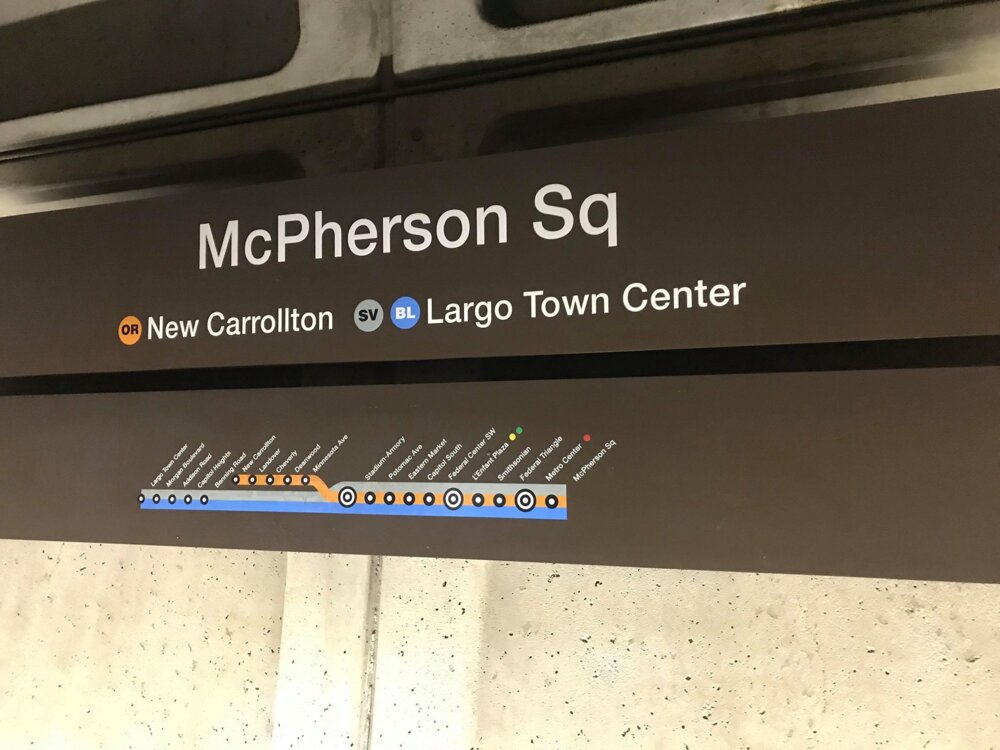 McPherson Sq
OR New Carrollton SV BL Largo Town Center
Largo Town Center
Morgan Boulevard
Addison Road
Capitol Heights
Benning Road
New Carrollton
Landover
Cheverly
Deanwood
Minnesota Ave
Stadium-Armory
Potomac Ave
Eastern Market
Capitol South
Federal Center SW
L'Enfant Plaza
Smithsonian
Federal Triangle
Metro Center
McPherson Sq